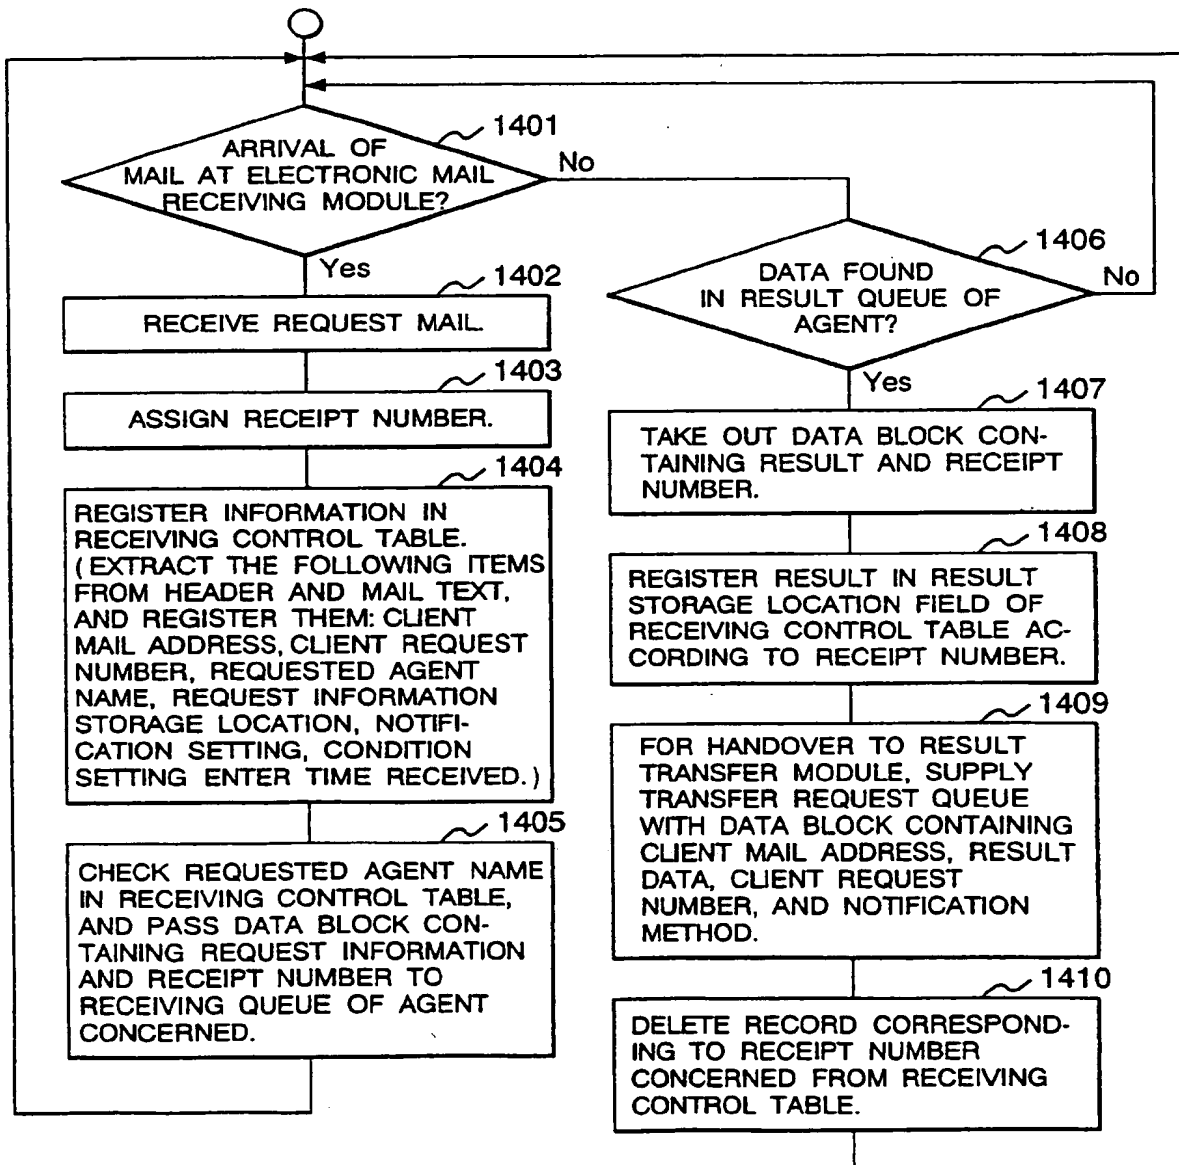 1401
ARRIVAL OF
MAIL AT ELECTRONIC MAIL
RECEIVING MODULE?
No
Yes
1402
RECEIVE REQUEST MAIL.
1403
ASSIGN RECEIPT NUMBER.
1404
REGISTER INFORMATION IN
RECEIVING CONTROL TABLE.
(EXTRACT THE FOLLOWING ITEMS
FROM HEADER AND MAIL TEXT,
AND REGISTER THEM: CLIENT
MAIL ADDRESS, CLIENT REQUEST
NUMBER, REQUESTED AGENT
NAME, REQUEST INFORMATION
STORAGE LOCATION, NOTIFI-
CATION SETTING, CONDITION
SETTING ENTER TIME RECEIVED.)
1405
CHECK REQUESTED AGENT NAME
IN RECEIVING CONTROL TABLE,
AND PASS DATA BLOCK CON-
TAINING REQUEST INFORMATION
AND RECEIPT NUMBER TO
RECEIVING QUEUE OF AGENT
CONCERNED.
1406
DATA FOUND
IN RESULT QUEUE OF
AGENT?
No
Yes
1407
TAKE OUT DATA BLOCK CON-
TAINING RESULT AND RECEIPT
NUMBER.
1408
REGISTER RESULT IN RESULT
STORAGE LOCATION FIELD OF
RECEIVING CONTROL TABLE AC-
CORDING TO RECEIPT NUMBER.
1409
FOR HANDOVER TO RESULT
TRANSFER MODULE, SUPPLY
TRANSFER REQUEST QUEUE
WITH DATA BLOCK CONTAINING
CLIENT MAIL ADDRESS, RESULT
DATA, CLIENT REQUEST
NUMBER, AND NOTIFICATION
METHOD.
1410
DELETE RECORD CORRESPOND-
ING TO RECEIPT NUMBER
CONCERNED FROM RECEIVING
CONTROL TABLE.